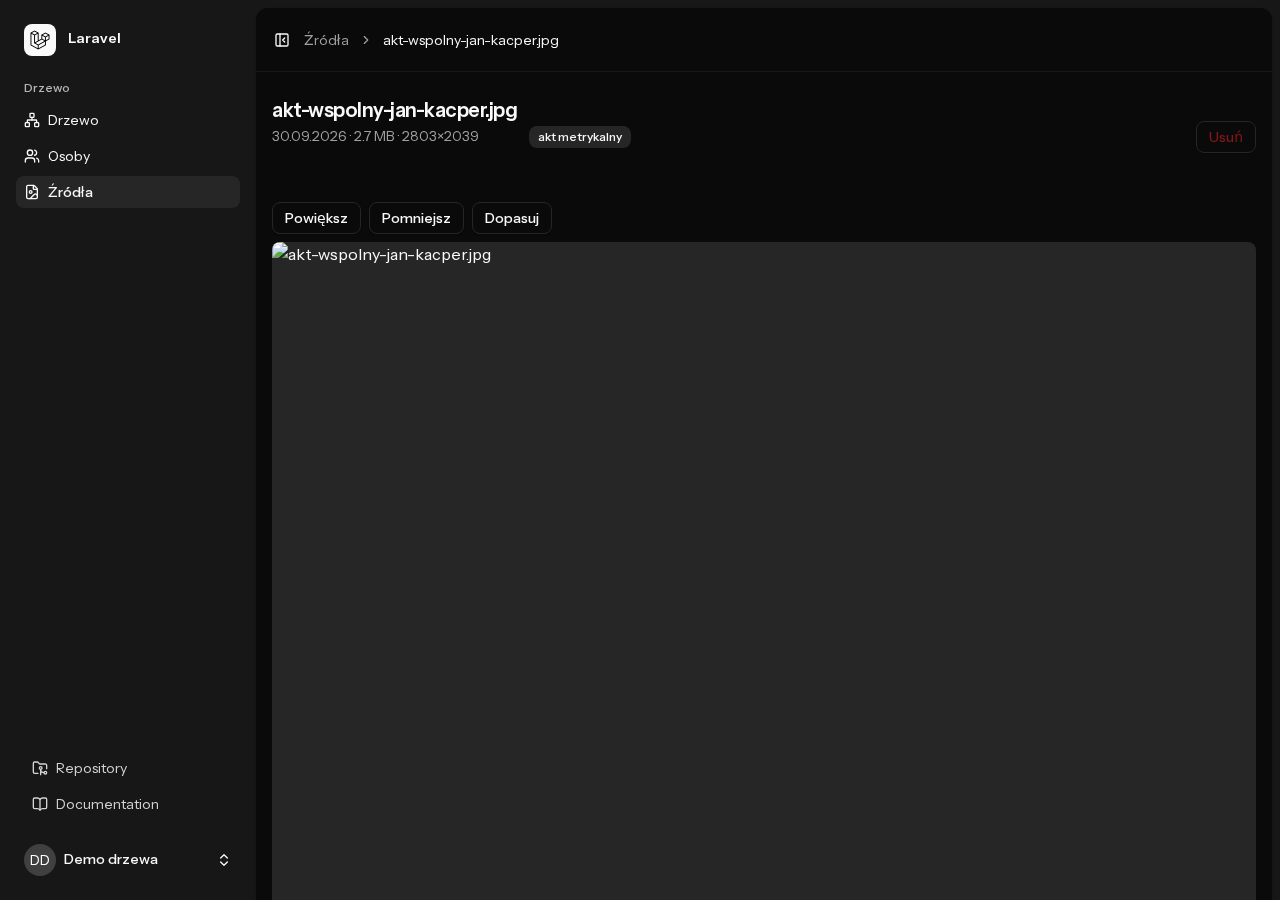 Laravel
Drzewo
Drzewo
Osoby
Źródła
Repository
Documentation
DD
Demo drzewa
Źródła
akt-wspolny-jan-kacper.jpg
akt-wspolny-jan-kacper.jpg
30.09.2026 · 2.7 MB · 2803×2039
akt metrykalny
Usuń
Powiększ
Pomniejsz
Dopasuj
akt-wspolny-jan-kacper.jpg